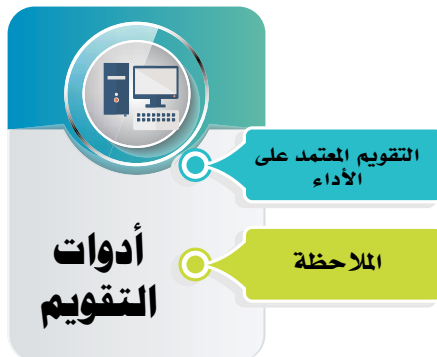 أدوات
التقويم
التقويم المعتمد على
الأداء
الملاحظة